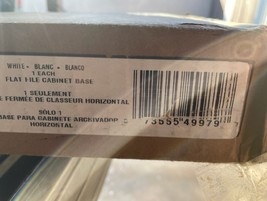 WHITE • BLANC • BLANCO
1 EACH
FLAT FILE CABINET BASE
1 SEULEMENT
E FERMEE DE CLASSEUR HORIZONTAL
SÓLO 1
BASE PARA GABINETE ARCHIVADOR
HORIZONTAL
73555 49979